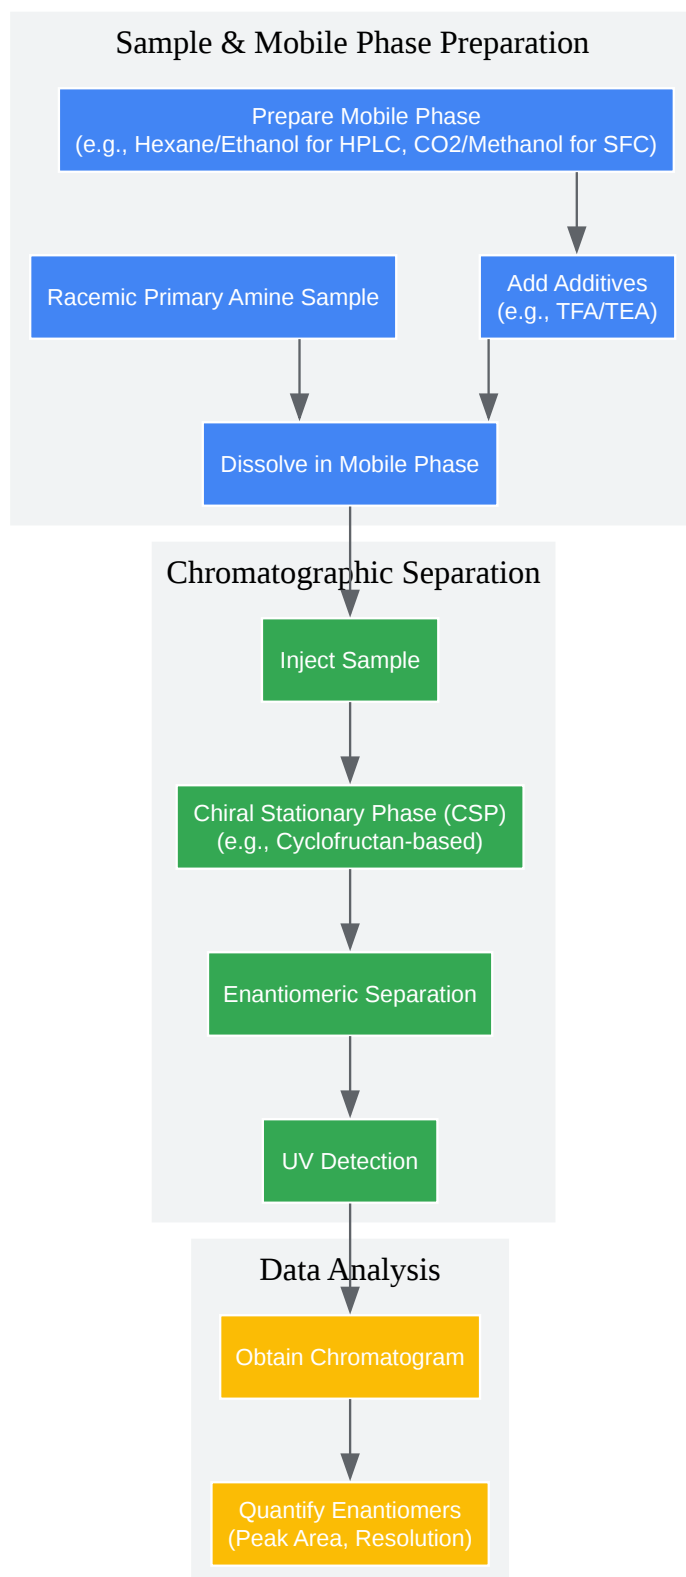 Sample & Mobile Phase Preparation
Prepare Mobile Phase
(e.g., Hexane/Ethanol for HPLC, CO2/Methanol for SFC)
Racemic Primary Amine Sample
Add Additives
(e.g., TFA/TEA)
Dissolve in Mobile Phase
Chromatographic Separation
Inject Sample
Chiral Stationary Phase (CSP)
(e.g., Cyclofructan-based)
Enantiomeric Separation
UV Detection
Data Analysis
Obtain Chromatogram
Quantify Enantiomers
(Peak Area, Resolution)